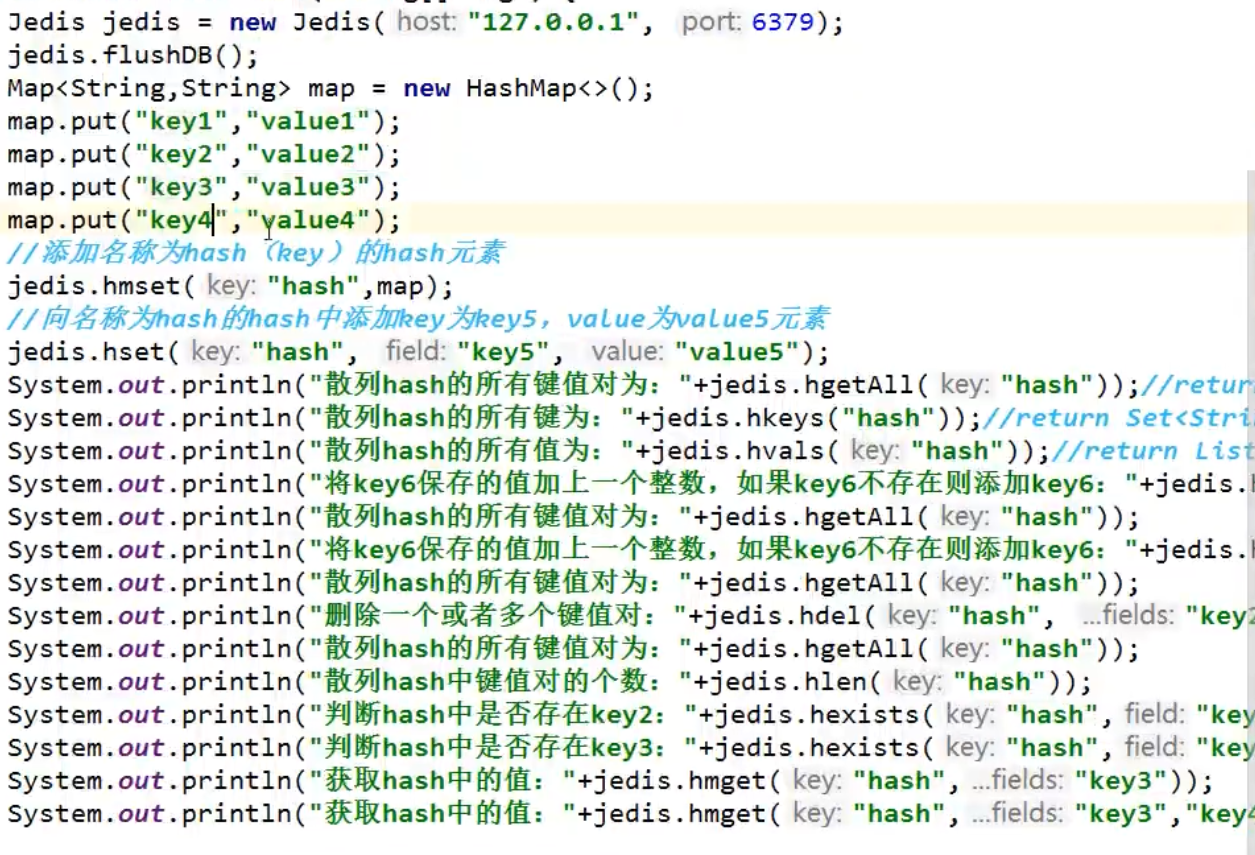 Jedis jedis = new Jedis( host: "127.0.0.1", port: 6379);
jedis.flushDB();
Map<String,String> map = new HashMap<>();
map.put("key1","value1");
map.put("key2","value2");
map.put("key3","value3");
map.put("key4","value4");
//添加名称为hash（key）的hash元素
jedis.hmset( key: "hash",map);
//向名称为hash的hash中添加key为key5，value为value5元素
jedis.hset( key: "hash", field: "key5", value: "value5");
System.out.println("散列hash的所有键值对为："+jedis.hgetAll( key: "hash"));//return
System.out.println("散列hash的所有键为："+jedis.hkeys("hash"));//return Set<Stri
System.out.println("散列hash的所有值为："+jedis.hvals( key: "hash"));//return List
System.out.println("将key6保存的值加上一个整数，如果key6不存在则添加key6："+jedis.h
System.out.println("散列hash的所有键值对为："+jedis.hgetAll( key: "hash"));
System.out.println("将key6保存的值加上一个整数，如果key6不存在则添加key6："+jedis.h
System.out.println("散列hash的所有键值对为："+jedis.hgetAll( key: "hash"));
System.out.println("删除一个或者多个键值对："+jedis.hdel( key: "hash", ...fields: "key2
System.out.println("散列hash的所有键值对为："+jedis.hgetAll( key: "hash"));
System.out.println("散列hash中键值对的个数："+jedis.hlen( key: "hash"));
System.out.println("判断hash中是否存在key2："+jedis.hexists( key: "hash", field: "key
System.out.println("判断hash中是否存在key3："+jedis.hexists( key: "hash", field: "key
System.out.println("获取hash中的值："+jedis.hmget( key: "hash", ...fields: "key3"));
System.out.println("获取hash中的值："+jedis.hmget( key: "hash", ...fields: "key3","key4